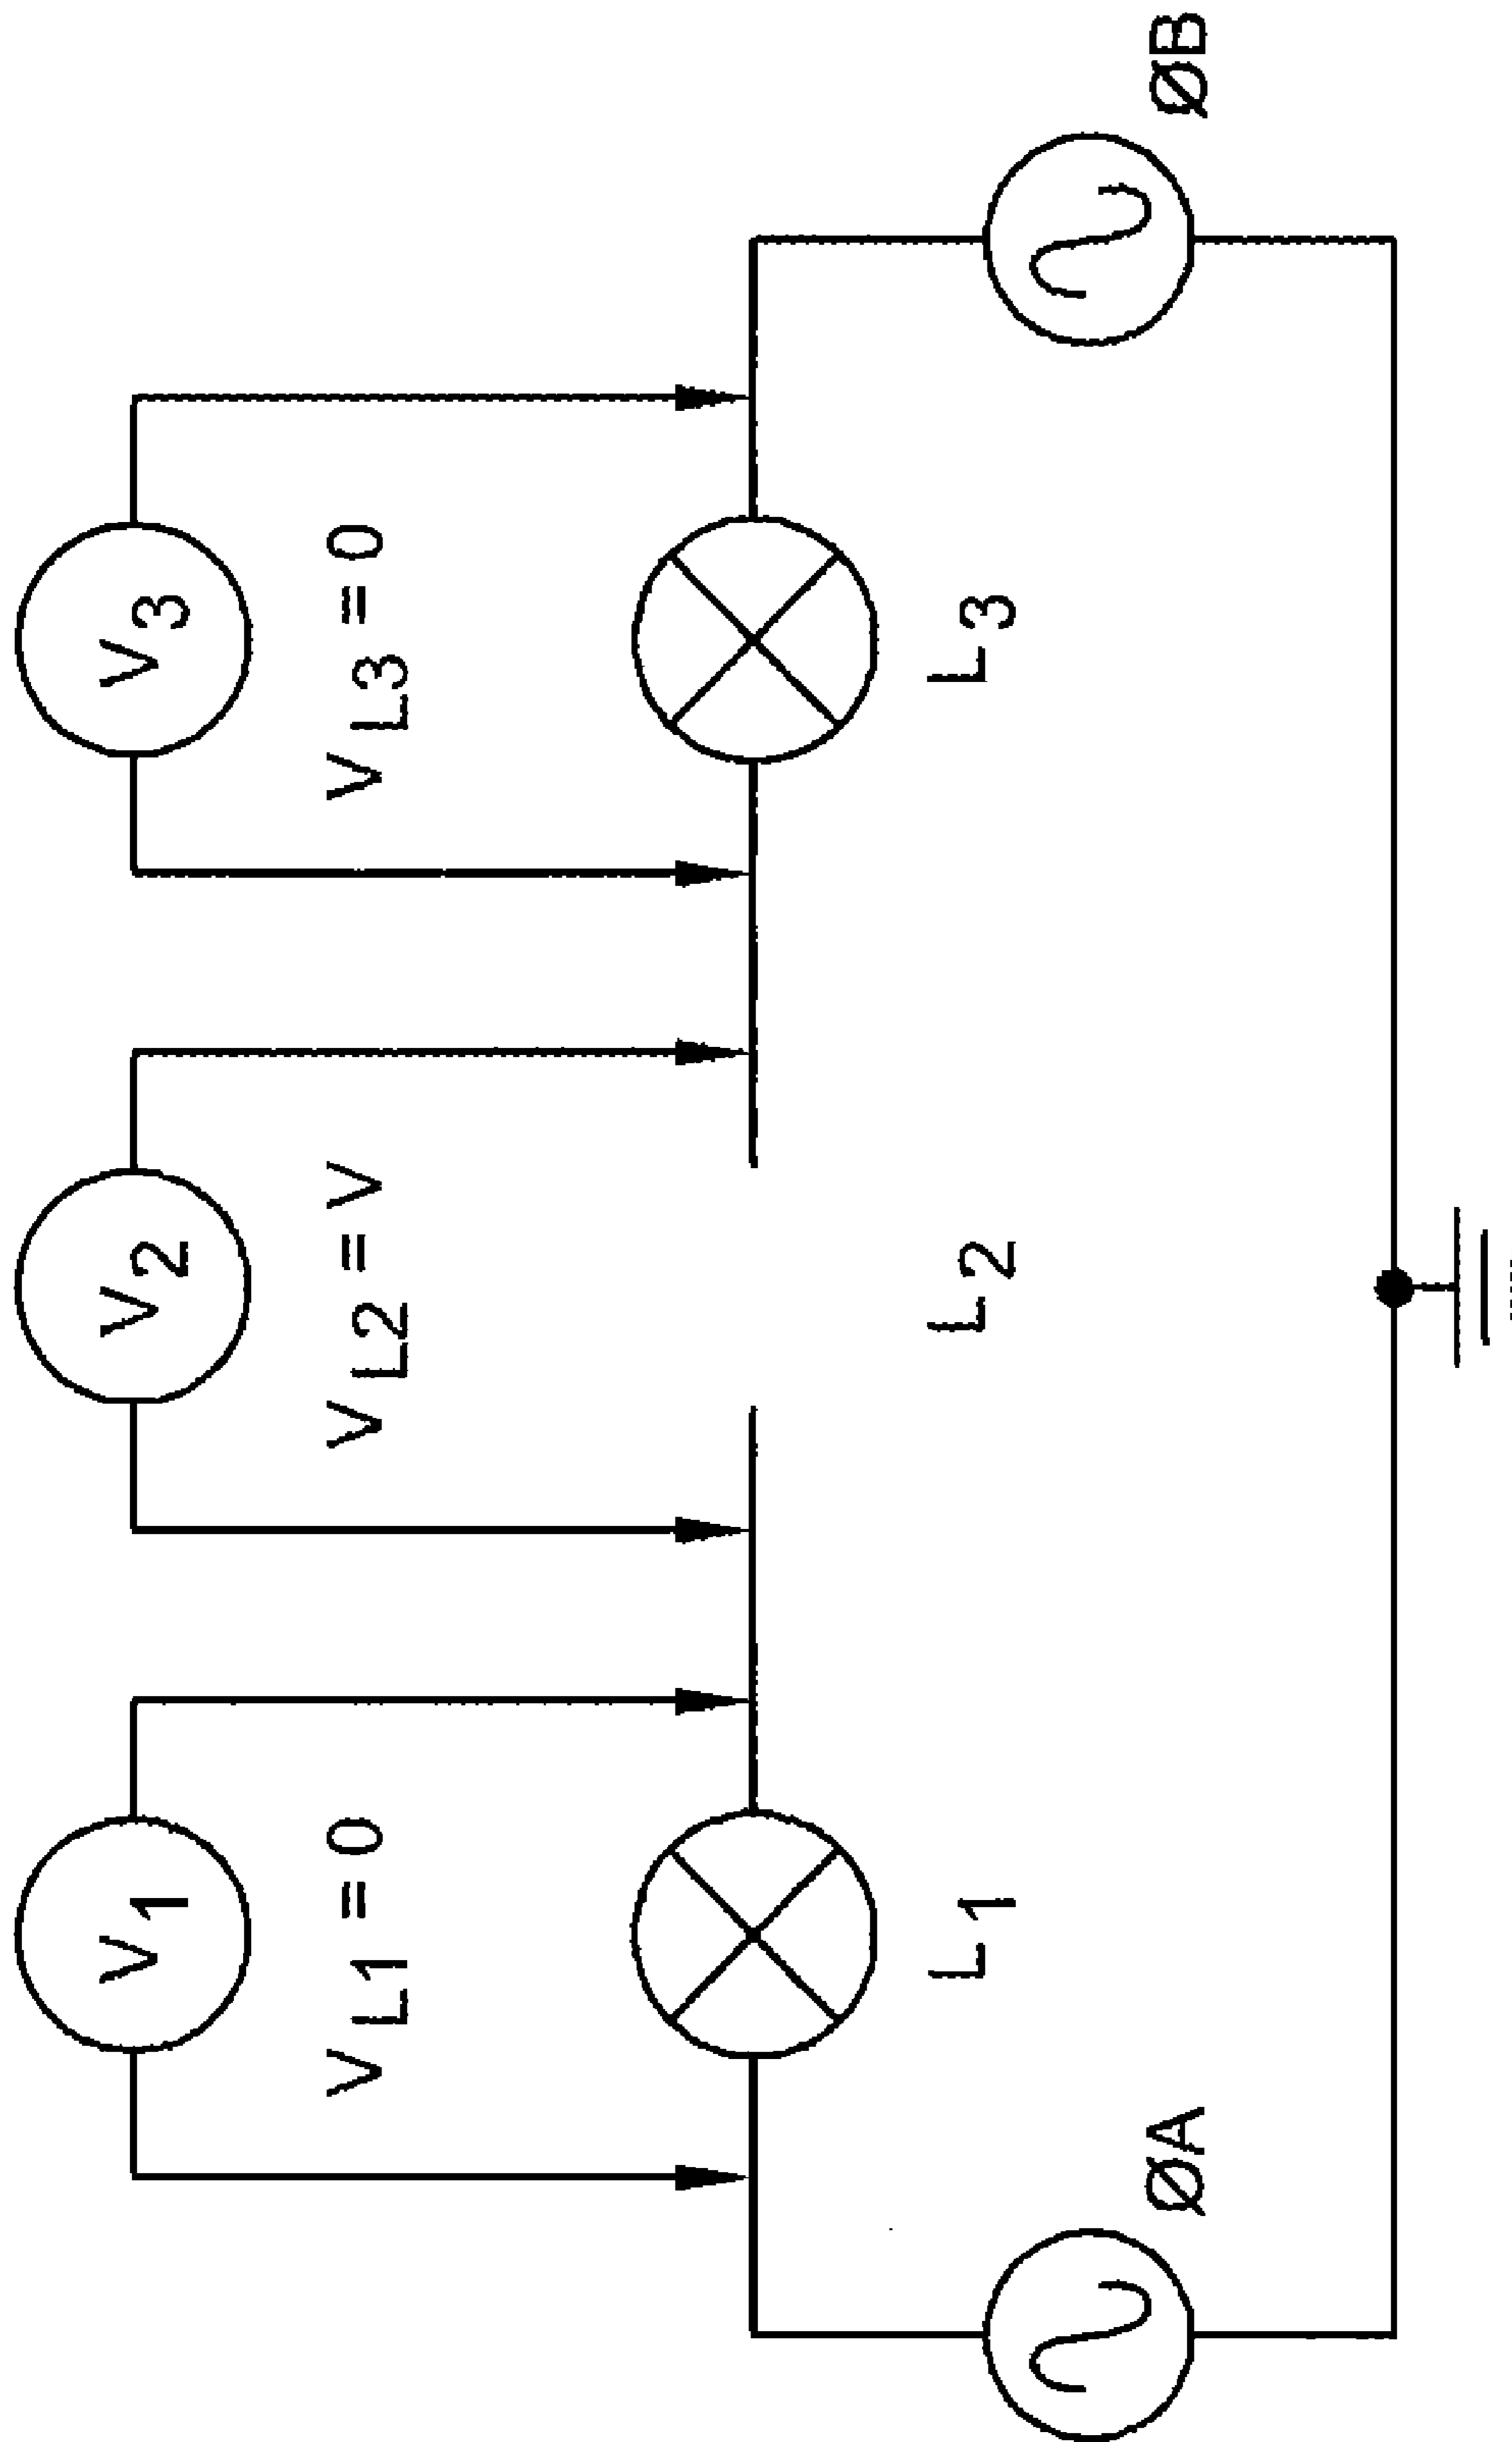 V1
V2
V3
VL1 = 0
VL2 = V
VL3 = 0
L1
L2
L3
ØA
ØB